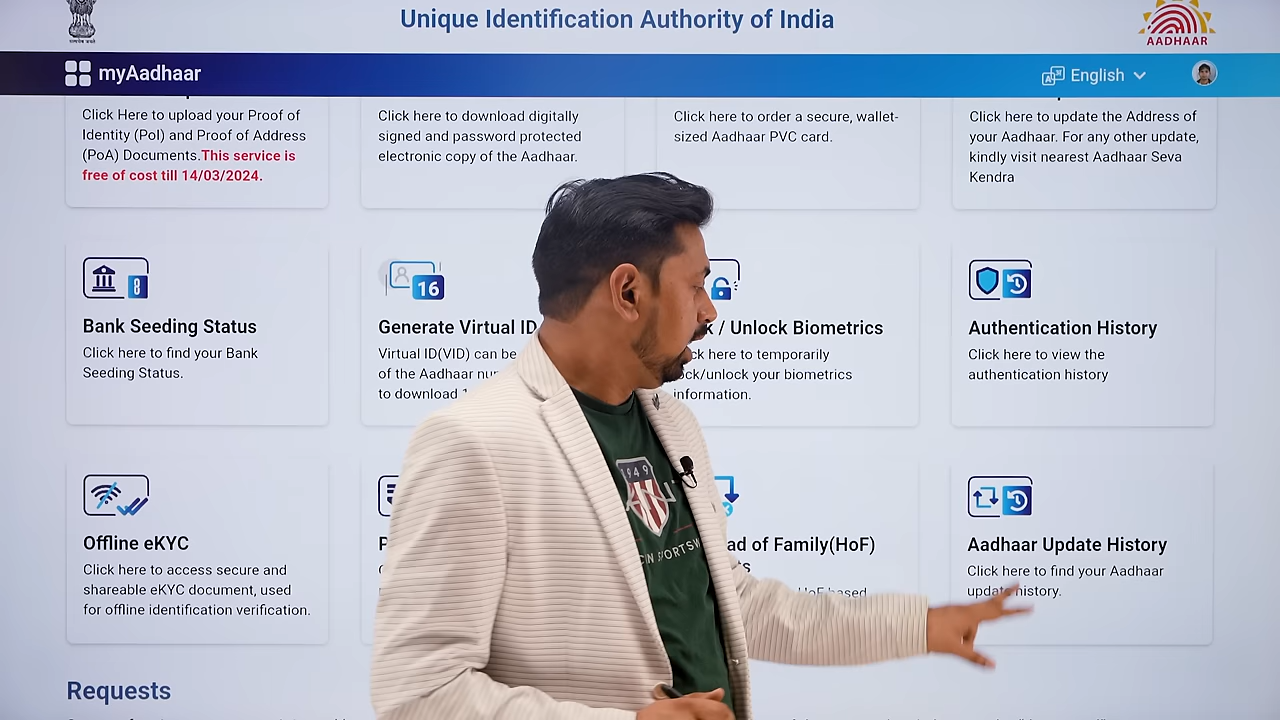 Unique Identification Authority of India
सत्यमेव जयते
AADHAAR
myAadhaar
English
Click Here to upload your Proof of
Identity (PoI) and Proof of Address
(PoA) Documents.This service is
free of cost till 14/03/2024.
Click here to download digitally
signed and password protected
electronic copy of the Aadhaar.
Click here to order a secure, wallet-
sized Aadhaar PVC card.
Click here to update the Address of
your Aadhaar. For any other update,
kindly visit nearest Aadhaar Seva
Kendra
8
Bank Seeding Status
Click here to find your Bank
Seeding Status.
16
Generate Virtual ID
Virtual ID(VID) can be
of the Aadhaar
to download
/ Unlock Biometrics
here to temporarily
/unlock your biometrics
information.
Authentication History
Click here to view the
authentication history
Offline eKYC
Click here to access secure and
shareable eKYC document, used
for offline identification verification.
of Family(HoF)
HoF based
Aadhaar Update History
Click here to find your Aadhaar
update history.
1949
Requests